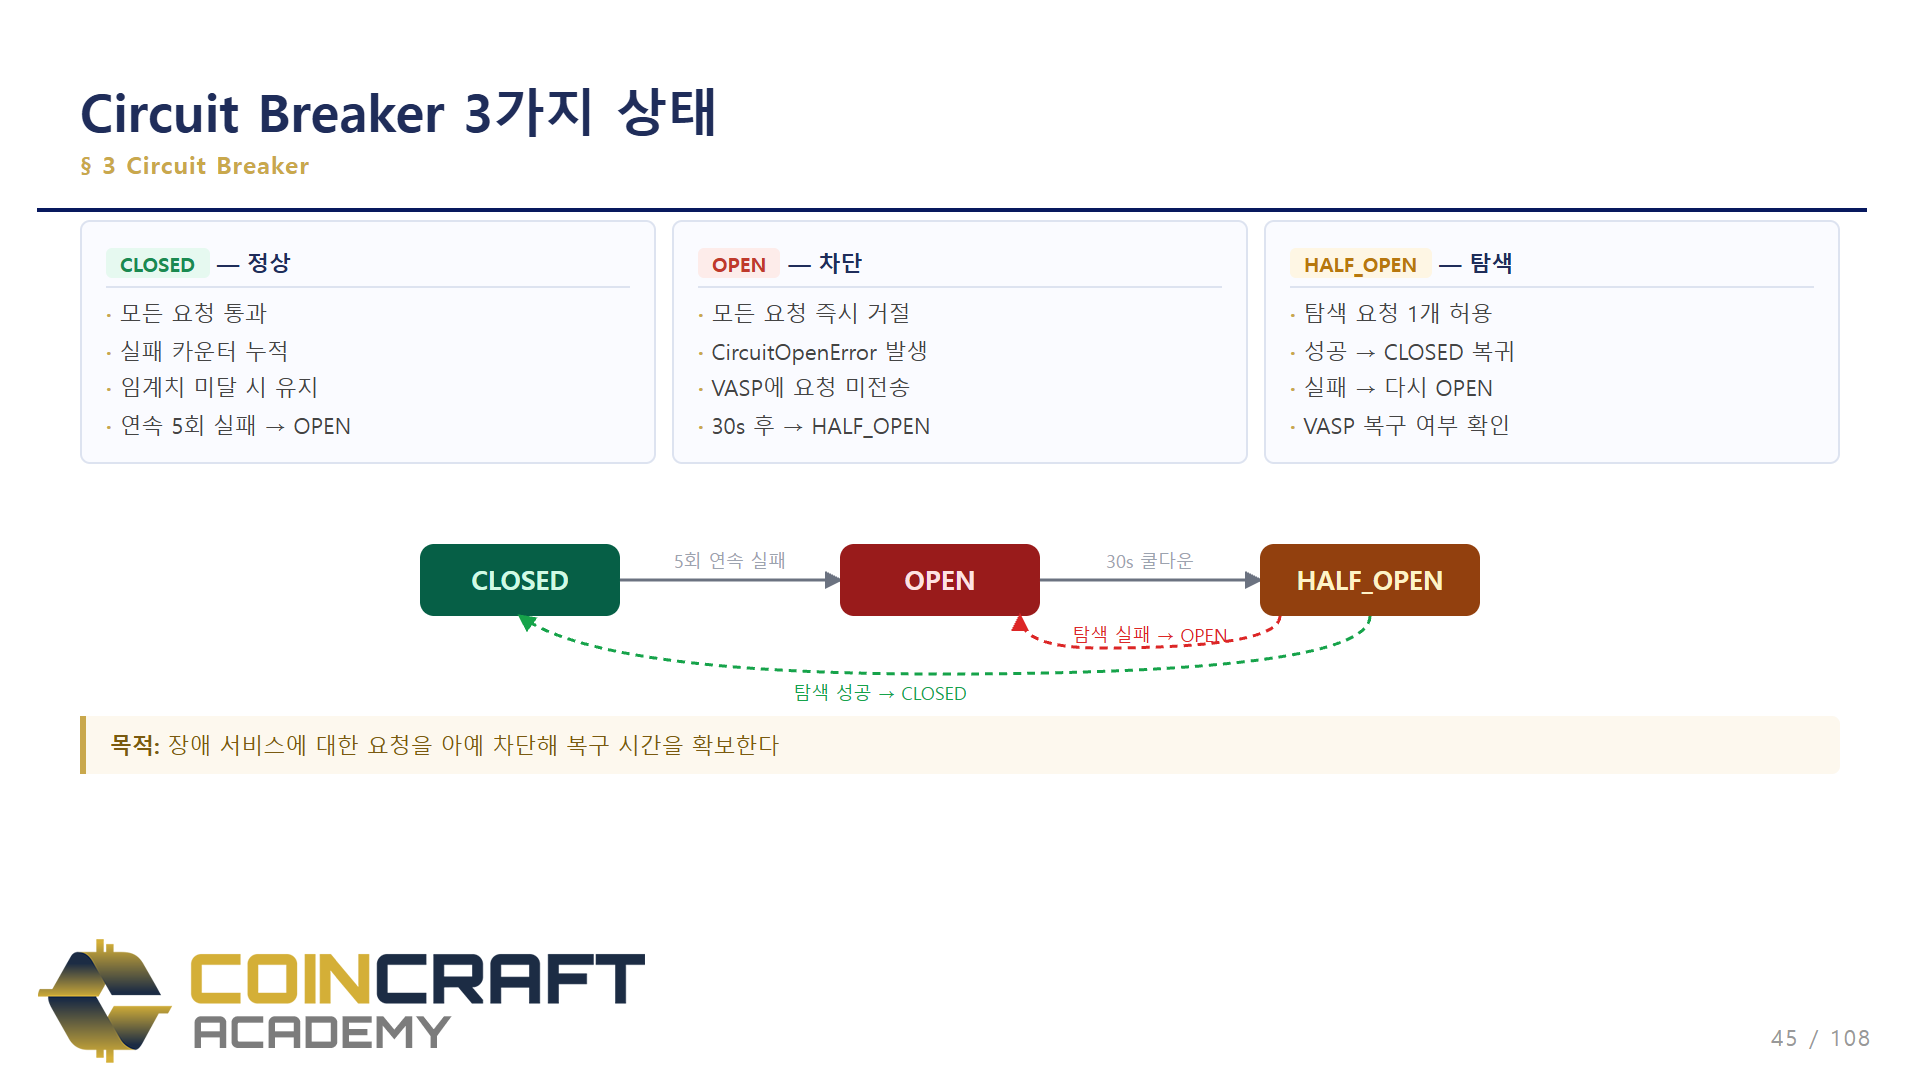 Circuit Breaker 3가지 상태
§ 3 Circuit Breaker
CLOSED — 정상
· 모든 요청 통과
· 실패 카운터 누적
· 임계치 미달 시 유지
· 연속 5회 실패 → OPEN
OPEN — 차단
· 모든 요청 즉시 거절
· CircuitOpenError 발생
· VASP에 요청 미전송
· 30s 후 → HALF_OPEN
HALF_OPEN — 탐색
· 탐색 요청 1개 허용
· 성공 → CLOSED 복귀
· 실패 → 다시 OPEN
· VASP 복구 여부 확인
CLOSED
5회 연속 실패
OPEN
30s 쿨다운
HALF_OPEN
탐색 실패 → OPEN
탐색 성공 → CLOSED
목적: 장애 서비스에 대한 요청을 아예 차단해 복구 시간을 확보한다
COINCRAFT
ACADEMY
45 / 108